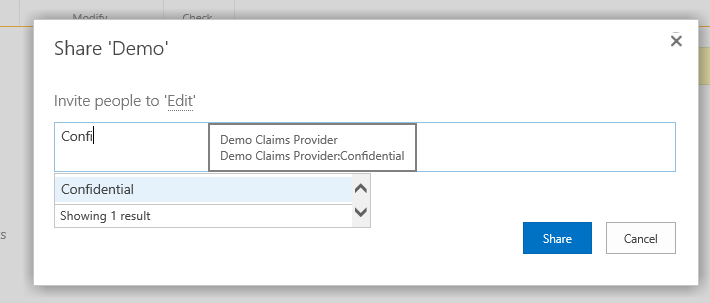 Modify
Check
Share 'Demo'
Invite people to 'Edit'
Confi
Demo Claims Provider
Demo Claims Provider:Confidential
Confidential
Showing 1 result
Share
Cancel